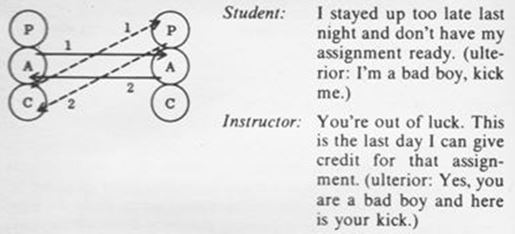 P
P
1
1
A
A
2
C
2
C
Student: I stayed up too late last
night and don't have my
assignment ready. (ulte-
rior: I'm a bad boy, kick
me.)
Instructor: You're out of luck. This
is the last day I can give
credit for that assign-
ment. (ulterior: Yes, you
are a bad boy and here
is your kick.)